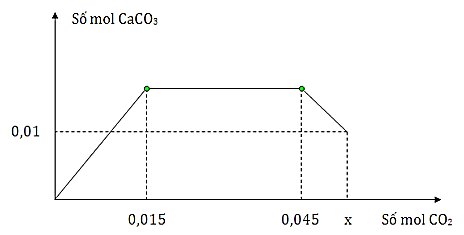 Số mol CaCO₃
0,01
0,015
0,045
x
Số mol CO₂